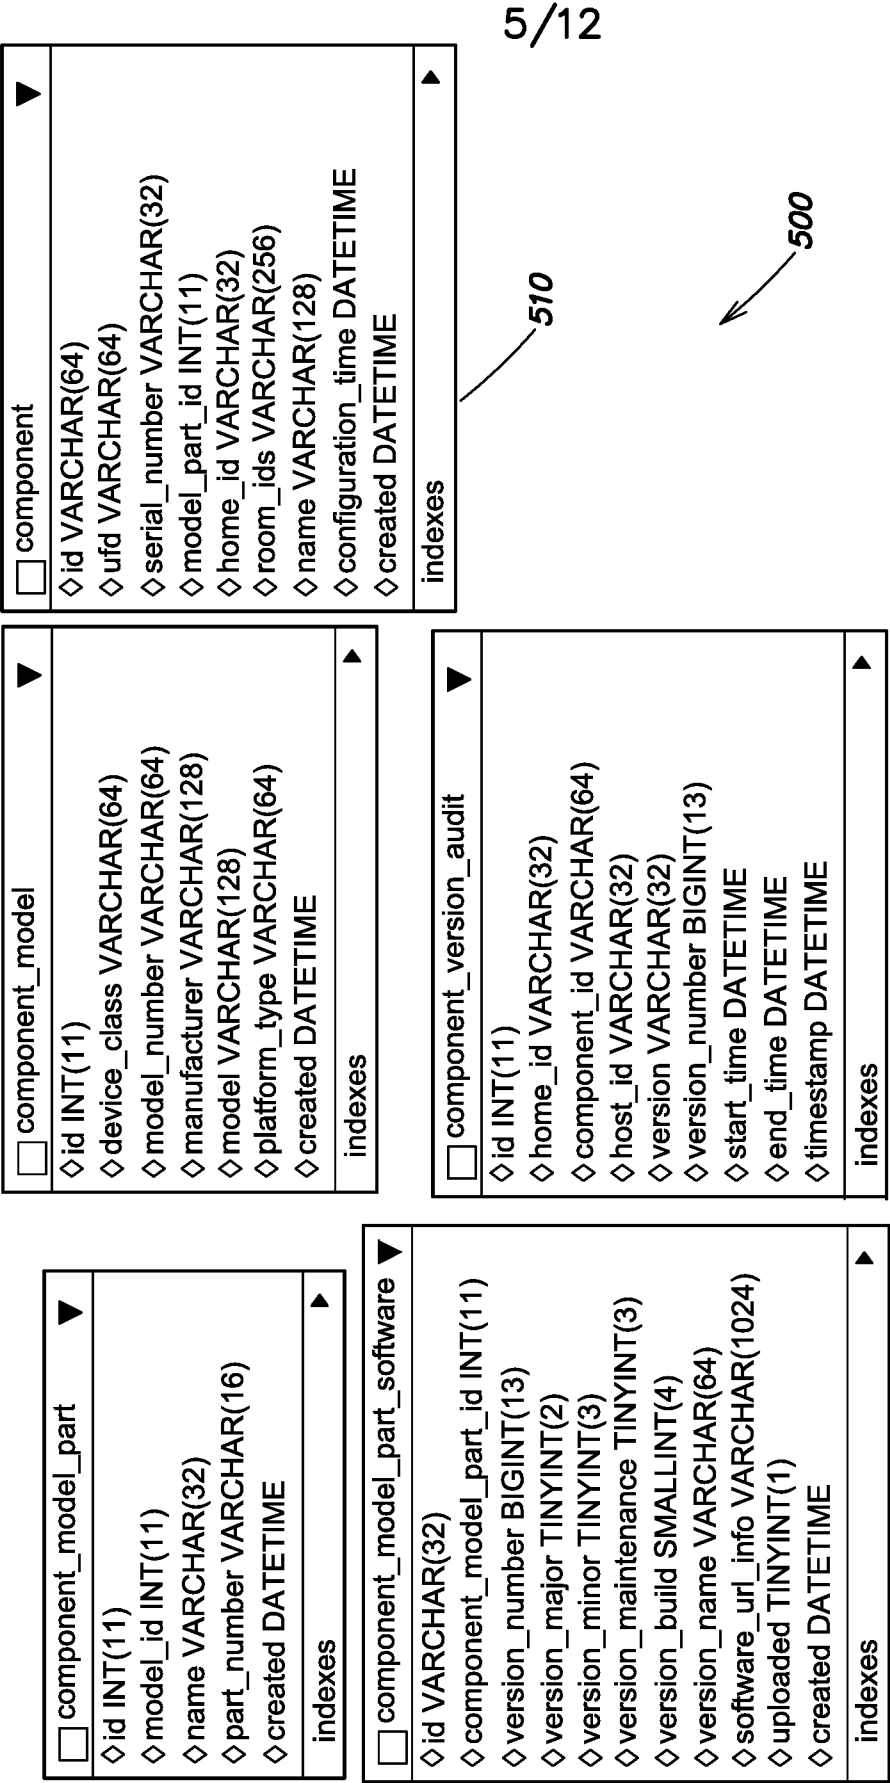 5/12
component_model_part
id INT(11)
model_id INT(11)
name VARCHAR(32)
part_number VARCHAR(16)
created DATETIME
indexes
component_model
id INT(11)
device_class VARCHAR(64)
model_number VARCHAR(64)
manufacturer VARCHAR(128)
model VARCHAR(128)
platform_type VARCHAR(64)
created DATETIME
indexes
component
id VARCHAR(64)
ufd VARCHAR(64)
serial_number VARCHAR(32)
model_part_id INT(11)
home_id VARCHAR(32)
room_ids VARCHAR(256)
name VARCHAR(128)
configuration_time DATETIME
created DATETIME
indexes
510
component_model_part_software
id VARCHAR(32)
component_model_part_id INT(11)
version_number BIGINT(13)
version_major TINYINT(2)
version_minor TINYINT(3)
version_maintenance TINYINT(3)
version_build SMALLINT(4)
version_name VARCHAR(64)
software_url_info VARCHAR(1024)
uploaded TINYINT(1)
created DATETIME
indexes
component_version_audit
id INT(11)
home_id VARCHAR(32)
component_id VARCHAR(64)
host_id VARCHAR(32)
version VARCHAR(32)
version_number BIGINT(13)
start_time DATETIME
end_time DATETIME
timestamp DATETIME
indexes
500